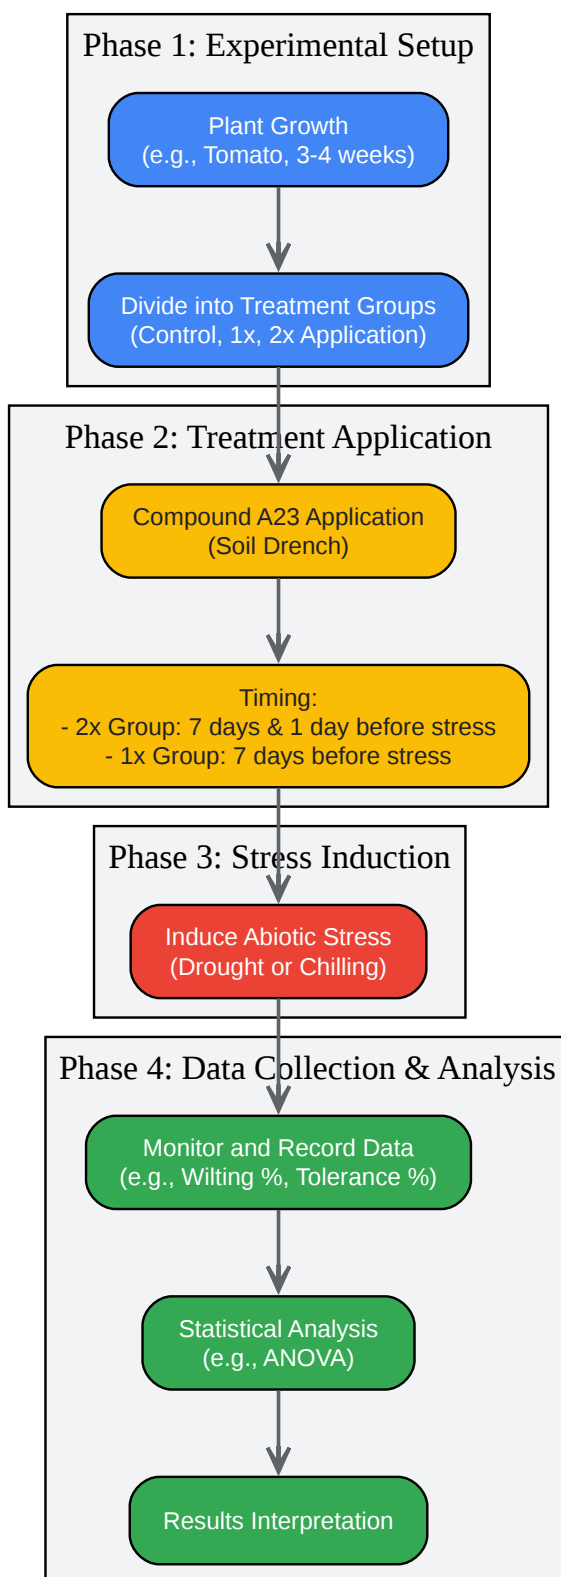 Phase 1: Experimental Setup
Plant Growth
(e.g., Tomato, 3-4 weeks)
Divide into Treatment Groups
(Control, 1x, 2x Application)
Phase 2: Treatment Application
Compound A23 Application
(Soil Drench)
Timing:
- 2x Group: 7 days & 1 day before stress
- 1x Group: 7 days before stress
Phase 3: Stress Induction
Induce Abiotic Stress
(Drought or Chilling)
Phase 4: Data Collection & Analysis
Monitor and Record Data
(e.g., Wilting %, Tolerance %)
Statistical Analysis
(e.g., ANOVA)
Results Interpretation